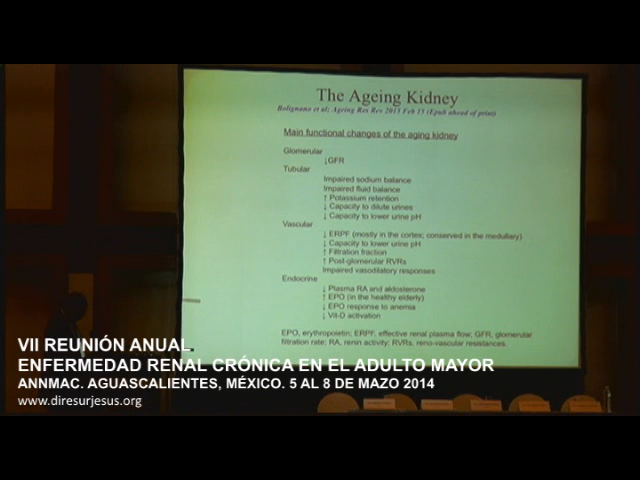 The Ageing Kidney
Bolignano et al; Ageing Res Rev 2013 Feb 15 (Epub ahead of print)
Main functional changes of the aging kidney
Glomerular
↓GFR
Tubular
Impaired sodium balance
Impaired fluid balance
↑ Potassium retention
↓ Capacity to dilute urines
↓ Capacity to lower urine pH
Vascular
↓ ERPF (mostly in the cortex; conserved in the medullary)
↓ Capacity to lower urine pH
↑ Filtration fraction
↑ Post-glomerular RVRs
Impaired vasodilatory responses
Endocrine
↓ Plasma RA and aldosterone
↑ EPO (in the healthy elderly)
↓ EPO response to anemia
↓ Vit-D activation
EPO, erythropoietin; ERPF, effective renal plasma flow; GFR, glomerular
filtration rate; RA, renin activity; RVRs, reno-vascular resistances.
VII REUNIÓN ANUAL
ENFERMEDAD RENAL CRÓNICA EN EL ADULTO MAYOR
ANNMAC. AGUASCALIENTES, MÉXICO. 5 AL 8 DE MAZO 2014
www.diresurjesus.org